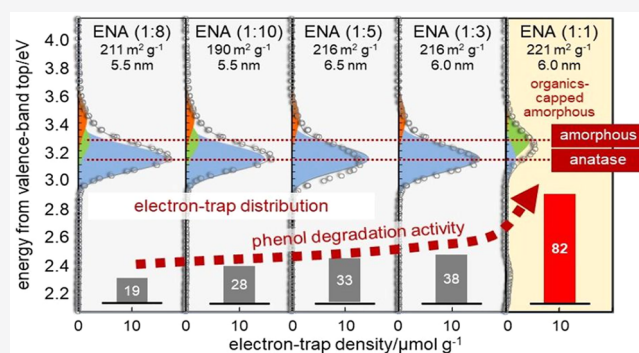 energy from valence-band top/eV
4.0
3.6
3.2
3.0
2.8
2.6
2.4
2.2
ENA (1:8)
211 m² g⁻¹
5.5 nm
ENA (1:10)
190 m² g⁻¹
5.5 nm
ENA (1:5)
216 m² g⁻¹
6.5 nm
ENA (1:3)
216 m² g⁻¹
6.0 nm
ENA (1:1)
221 m² g⁻¹
6.0 nm
organics-
capped
amorphous
amorphous
anatase
electron-trap distribution
phenol degradation activity
19
28
33
38
82
0 10 0 10 0 10 0 10 0 10
electron-trap density/μmol g⁻¹